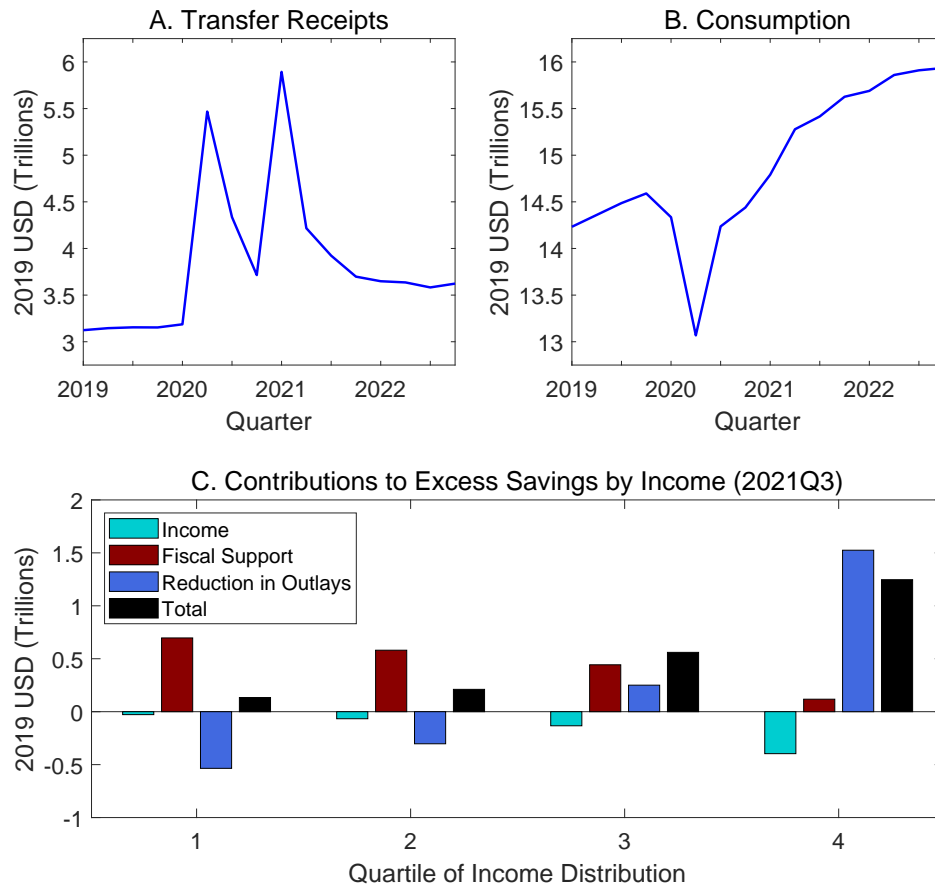 A. Transfer Receipts
6
5.5
5
4.5
4
3.5
3
2019 USD (Trillions)
2019 2020 2021 2022
Quarter
B. Consumption
16
15.5
15
14.5
14
13.5
13
2019 USD (Trillions)
2019 2020 2021 2022
Quarter
C. Contributions to Excess Savings by Income (2021Q3)
2
1.5
1
0.5
0
-0.5
-1
2019 USD (Trillions)
Income
Fiscal Support
Reduction in Outlays
Total
1 2 3 4
Quartile of Income Distribution